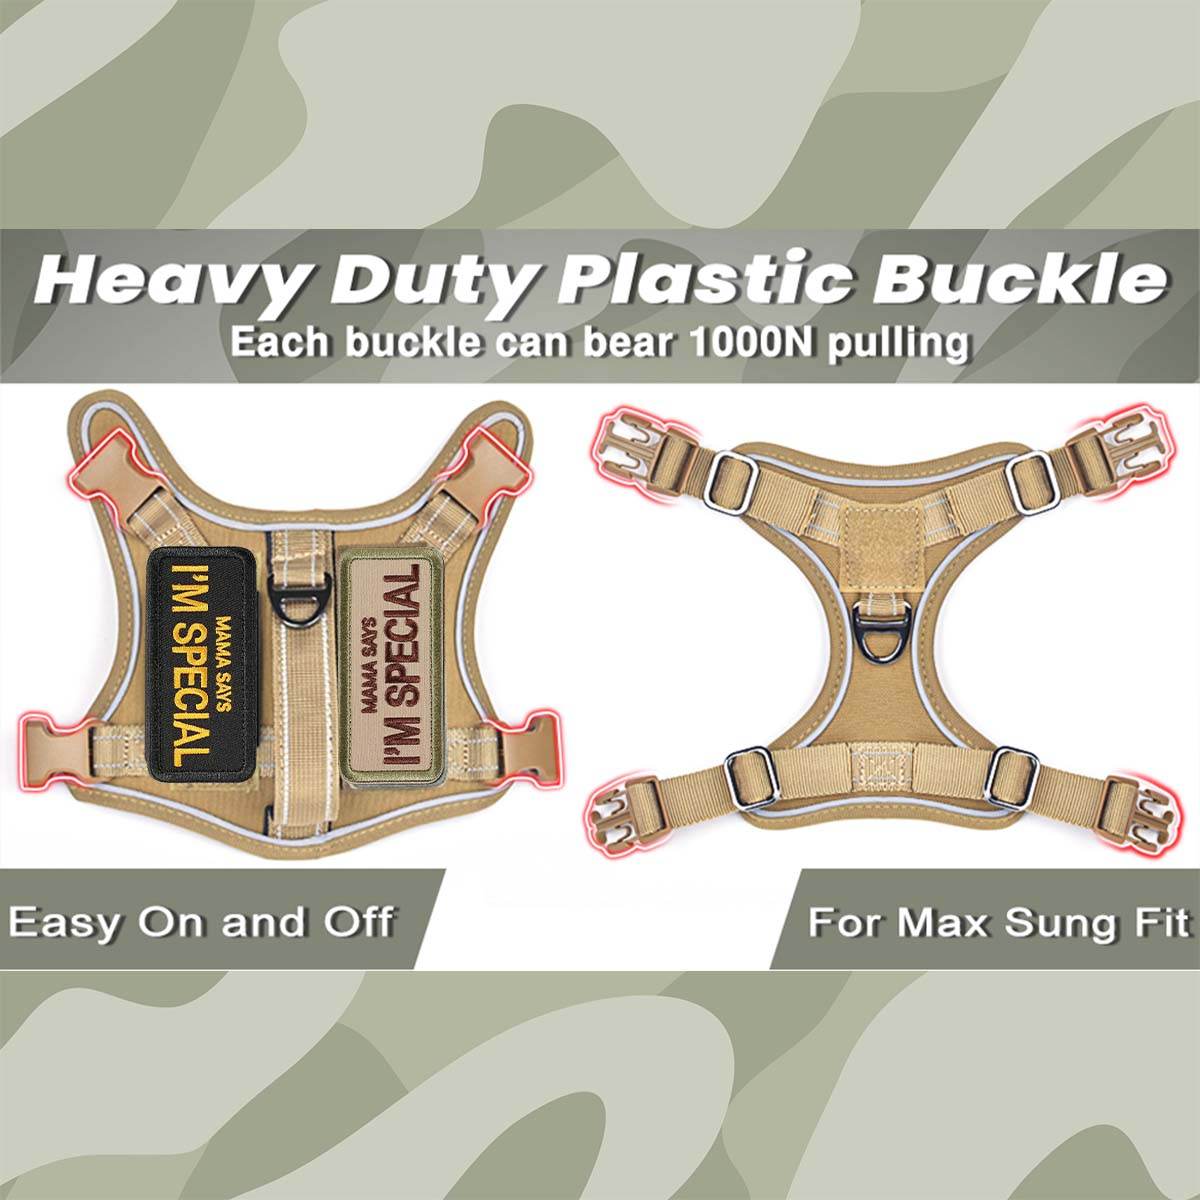 Heavy Duty Plastic Buckle
Each buckle can bear 1000N pulling
MAMA SAYS
I'M SPECIAL
MAMA SAYS
I'M SPECIAL
Easy On and Off
For Max Sung Fit